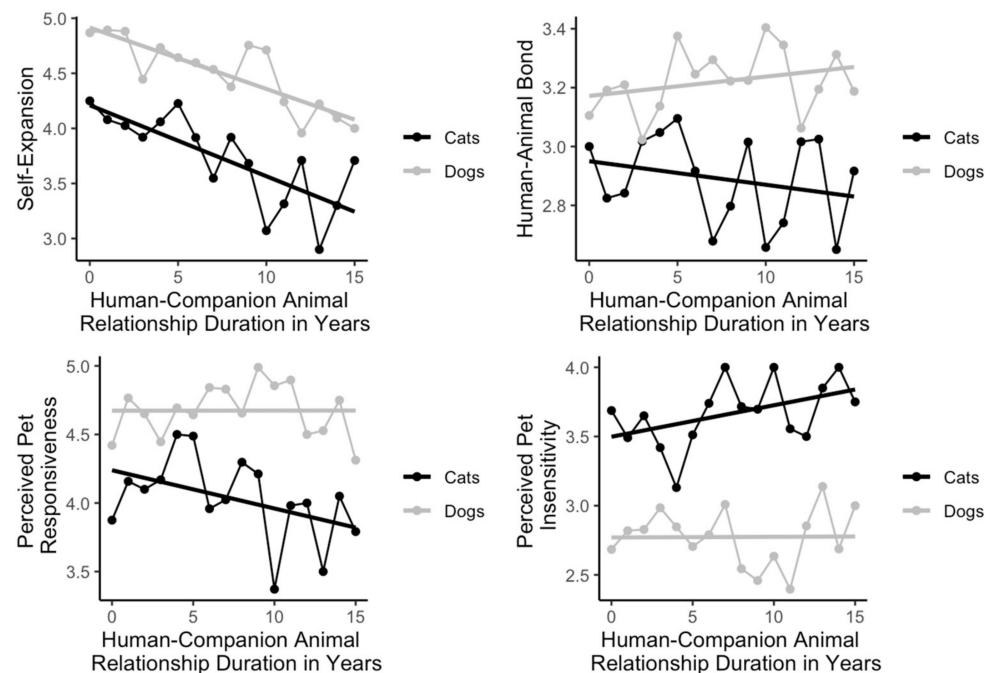 Self-Expansion
5.0
4.5
4.0
3.5
3.0
0
5
10
15
Human-Companion Animal
Relationship Duration in Years
Cats
Dogs
Human-Animal Bond
3.4
3.2
3.0
2.8
0
5
10
15
Human-Companion Animal
Relationship Duration in Years
Cats
Dogs
Perceived Pet
Responsiveness
5.0
4.5
4.0
3.5
0
5
10
15
Human-Companion Animal
Relationship Duration in Years
Cats
Dogs
Perceived Pet
Insensitivity
4.0
3.5
3.0
2.5
0
5
10
15
Human-Companion Animal
Relationship Duration in Years
Cats
Dogs